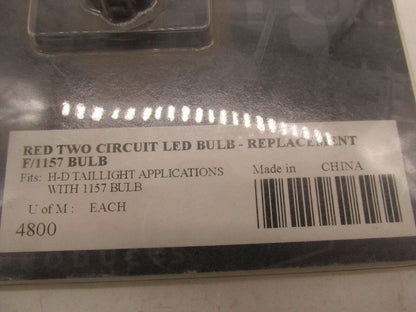 RED TWO CIRCUIT LED BULB - REPLACEMENT
F/1157 BULB
Fits: H-D TAILLIGHT APPLICATIONS
WITH 1157 BULB
Made in CHINA
U of M : EACH
4800